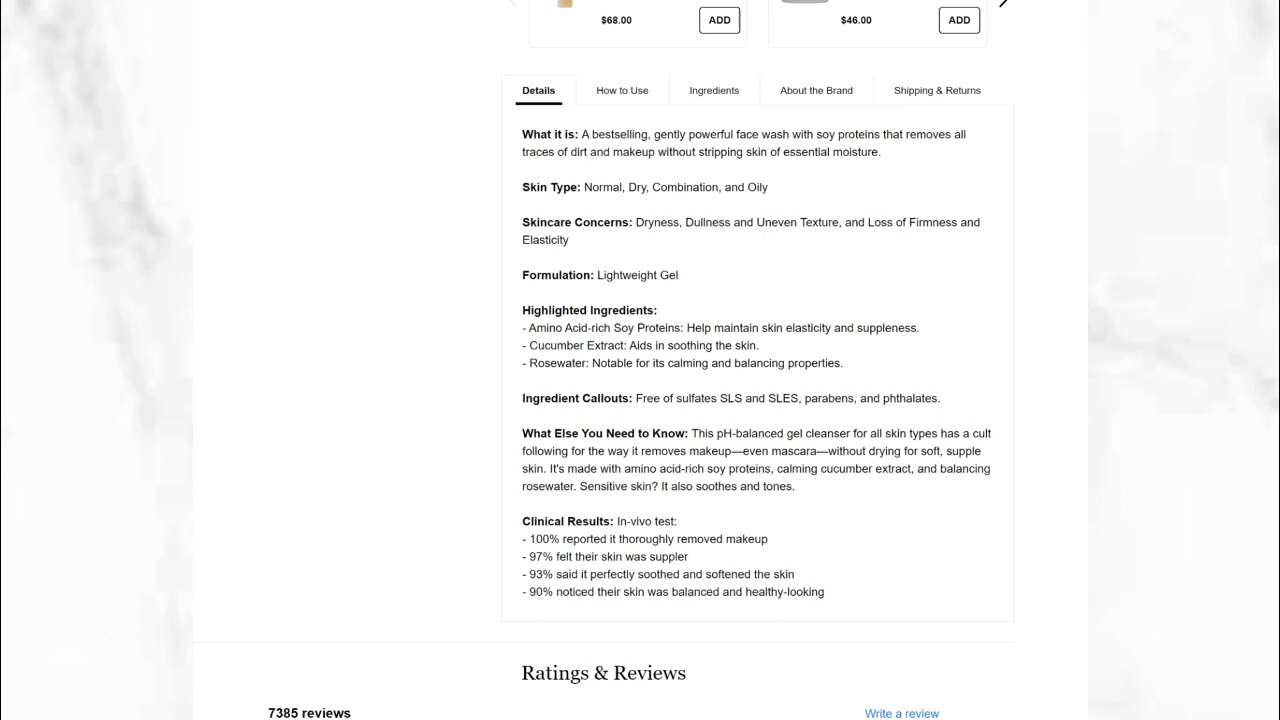 $68.00
ADD
$46.00
ADD
Details
How to Use
Ingredients
About the Brand
Shipping & Returns
What it is: A bestselling, gently powerful face wash with soy proteins that removes all
traces of dirt and makeup without stripping skin of essential moisture.
Skin Type: Normal, Dry, Combination, and Oily
Skincare Concerns: Dryness, Dullness and Uneven Texture, and Loss of Firmness and
Elasticity
Formulation: Lightweight Gel
Highlighted Ingredients:
- Amino Acid-rich Soy Proteins: Help maintain skin elasticity and suppleness.
- Cucumber Extract: Aids in soothing the skin.
- Rosewater: Notable for its calming and balancing properties.
Ingredient Callouts: Free of sulfates SLS and SLES, parabens, and phthalates.
What Else You Need to Know: This pH-balanced gel cleanser for all skin types has a cult
following for the way it removes makeup—even mascara—without drying for soft, supple
skin. It's made with amino acid-rich soy proteins, calming cucumber extract, and balancing
rosewater. Sensitive skin? It also soothes and tones.
Clinical Results: In-vivo test:
- 100% reported it thoroughly removed makeup
- 97% felt their skin was suppler
- 93% said it perfectly soothed and softened the skin
- 90% noticed their skin was balanced and healthy-looking
Ratings & Reviews
7385 reviews
Write a review